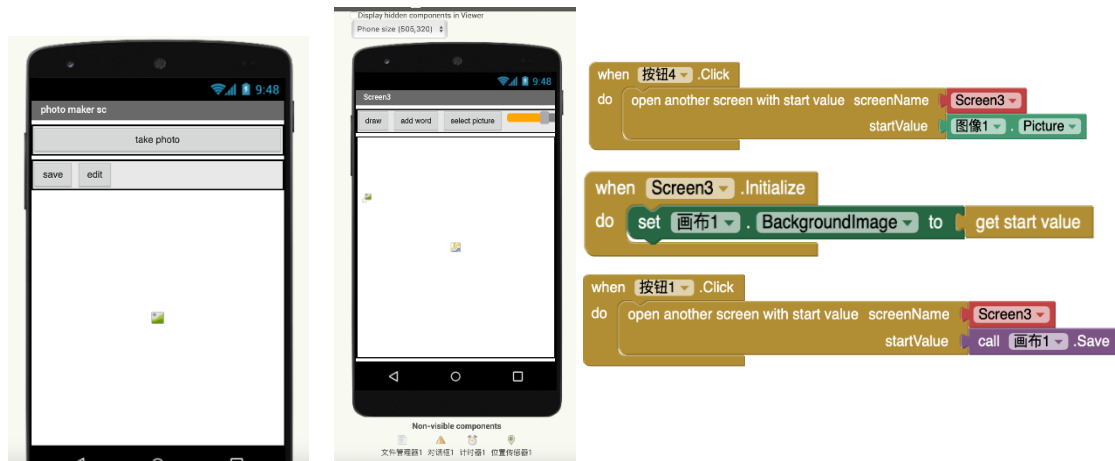 9:48
photo maker sc
take photo
save edit
Display hidden components in Viewer
Phone size (505,320)
9:48
Screen3
draw add word select picture
Non-visible components
文件管理器1 对话框1 计时器1 位置传感器1
when 按钮4 .Click
do open another screen with start value screenName Screen3
startValue 图像1 . Picture
when Screen3 .Initialize
do set 画布1 . BackgroundImage to get start value
when 按钮1 .Click
do open another screen with start value screenName Screen3
startValue call 画布1 .Save